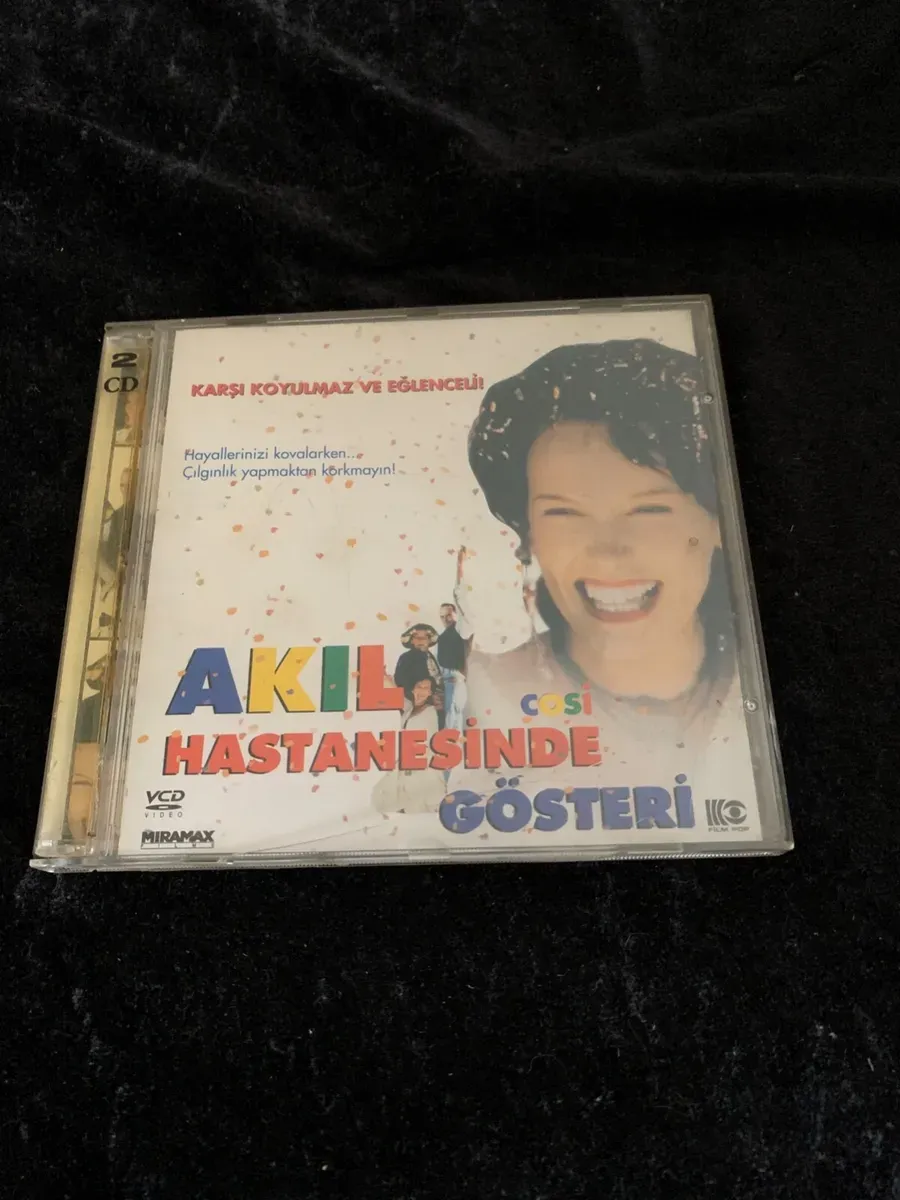 2
CD
KARŞI KOYULMAZ VE EĞLENCELİ!
Hayallerinizi kovalarken...
Çılgınlık yapmaktan korkmayın!
AKIL
cosi
HASTANESİNDE
GÖSTERİ
VCD
VIDEO
MIRAMAX
FILM POP